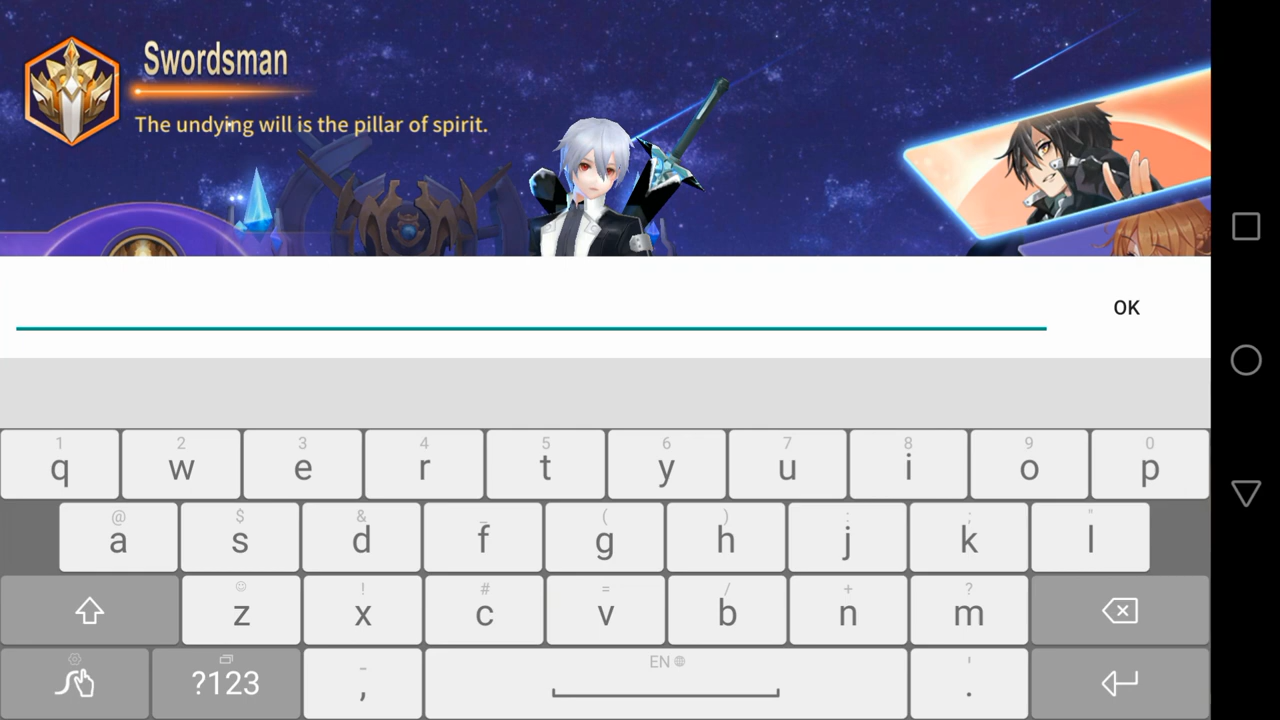 Swordsman
The undying will is the pillar of spirit.
OK
1 2 3 4 5 6 7 8 9 0
q w e r t y u i o p
@ $ & _ ( ) : ; "
a s d f g h j k l
! # = / + ?
z x c v b n m
EN
?123 , .